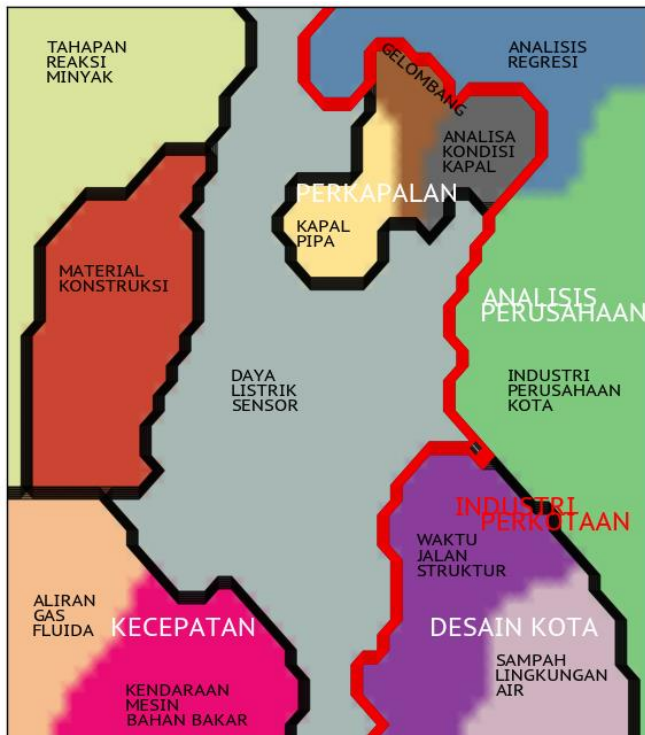 TAHAPAN
REAKSI
MINYAK
GELOMBANG
ANALISIS
REGRESI
ANALISA
KONDISI
KAPAL
PERKAPALAN
KAPAL
PIPA
MATERIAL
KONSTRUKSI
ANALISIS
PERUSAHAAN
DAYA
LISTRIK
SENSOR
INDUSTRI
PERUSAHAAN
KOTA
INDUSTRI
PERKOTAAN
WAKTU
JALAN
STRUKTUR
ALIRAN
GAS
FLUIDA
KECEPATAN
DESAIN KOTA
SAMPAH
LINGKUNGAN
AIR
KENDARAAN
MESIN
BAHAN BAKAR